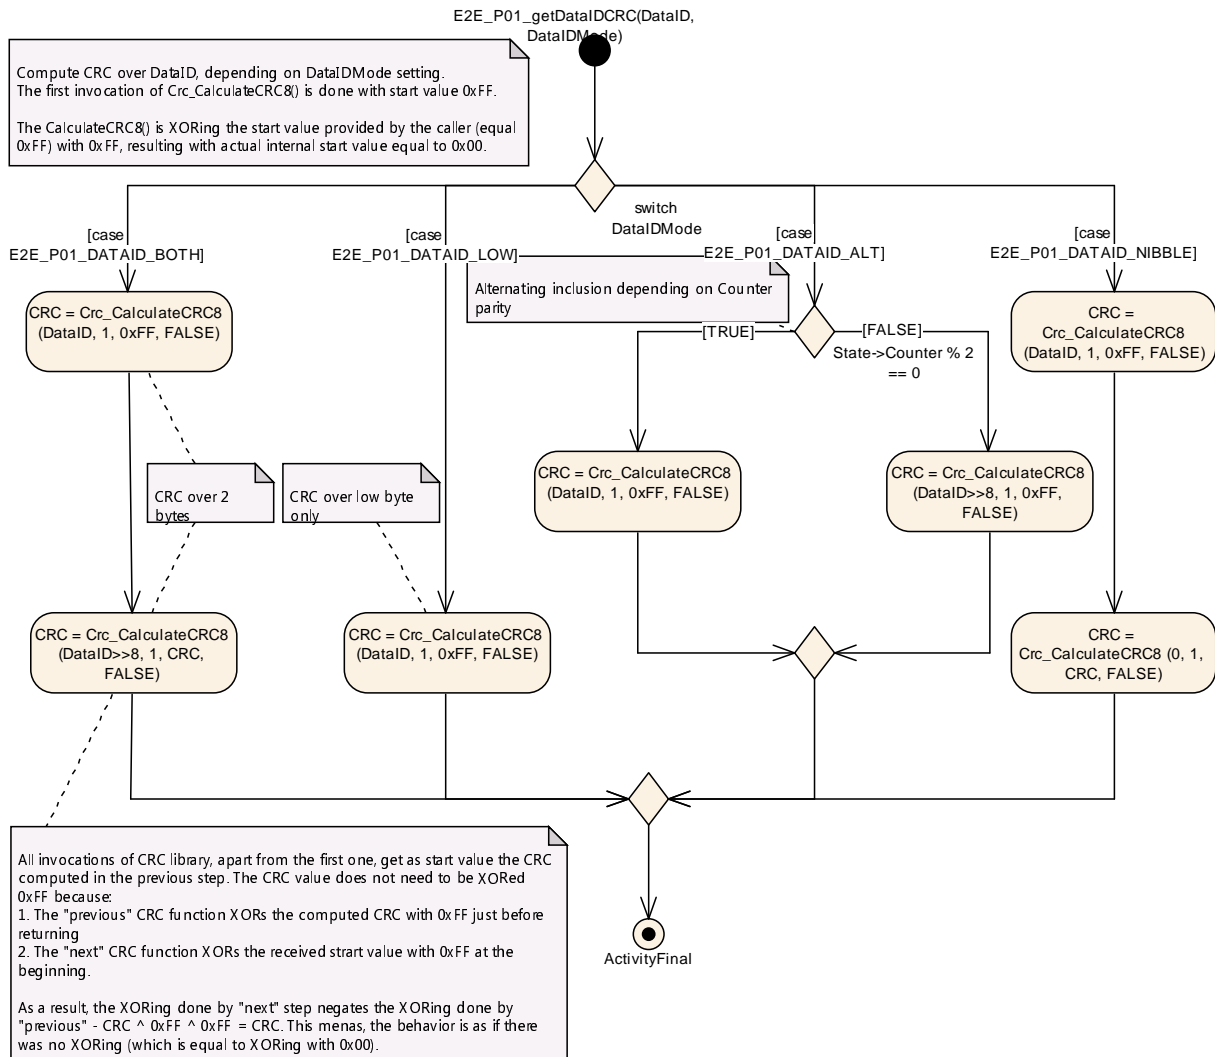 E2E_P01_getDataIDCRC(DataID,
DataIDMode)
Compute CRC over DataID, depending on DataIDMode setting.
The first invocation of Crc_CalculateCRC8() is done with start value 0xFF.
The CalculateCRC8() is XORing the start value provided by the caller (equal
0xFF) with 0xFF, resulting with actual internal start value equal to 0x00.
switch
DataIDMode
[case
E2E_P01_DATAID_BOTH]
[case
E2E_P01_DATAID_LOW]
[case
E2E_P01_DATAID_ALT]
[case
E2E_P01_DATAID_NIBBLE]
Alternating inclusion depending on Counter
parity
CRC = Crc_CalculateCRC8
(DataID, 1, 0xFF, FALSE)
[TRUE]
[FALSE]
State->Counter % 2
== 0
CRC =
Crc_CalculateCRC8
(DataID, 1, 0xFF, FALSE)
CRC over 2
bytes
CRC over low byte
only
CRC = Crc_CalculateCRC8
(DataID, 1, 0xFF, FALSE)
CRC = Crc_CalculateCRC8
(DataID>>8, 1, 0xFF,
FALSE)
CRC = Crc_CalculateCRC8
(DataID>>8, 1, CRC,
FALSE)
CRC = Crc_CalculateCRC8
(DataID, 1, 0xFF, FALSE)
CRC =
Crc_CalculateCRC8 (0, 1,
CRC, FALSE)
All invocations of CRC library, apart from the first one, get as start value the CRC
computed in the previous step. The CRC value does not need to be XORed
0xFF because:
1. The "previous" CRC function XORs the computed CRC with 0xFF just before
returning
2. The "next" CRC function XORs the received strart value with 0xFF at the
beginning.
As a result, the XORing done by "next" step negates the XORing done by
"previous" - CRC ^ 0xFF ^ 0xFF = CRC. This menas, the behavior is as if there
was no XORing (which is equal to XORing with 0x00).
ActivityFinal